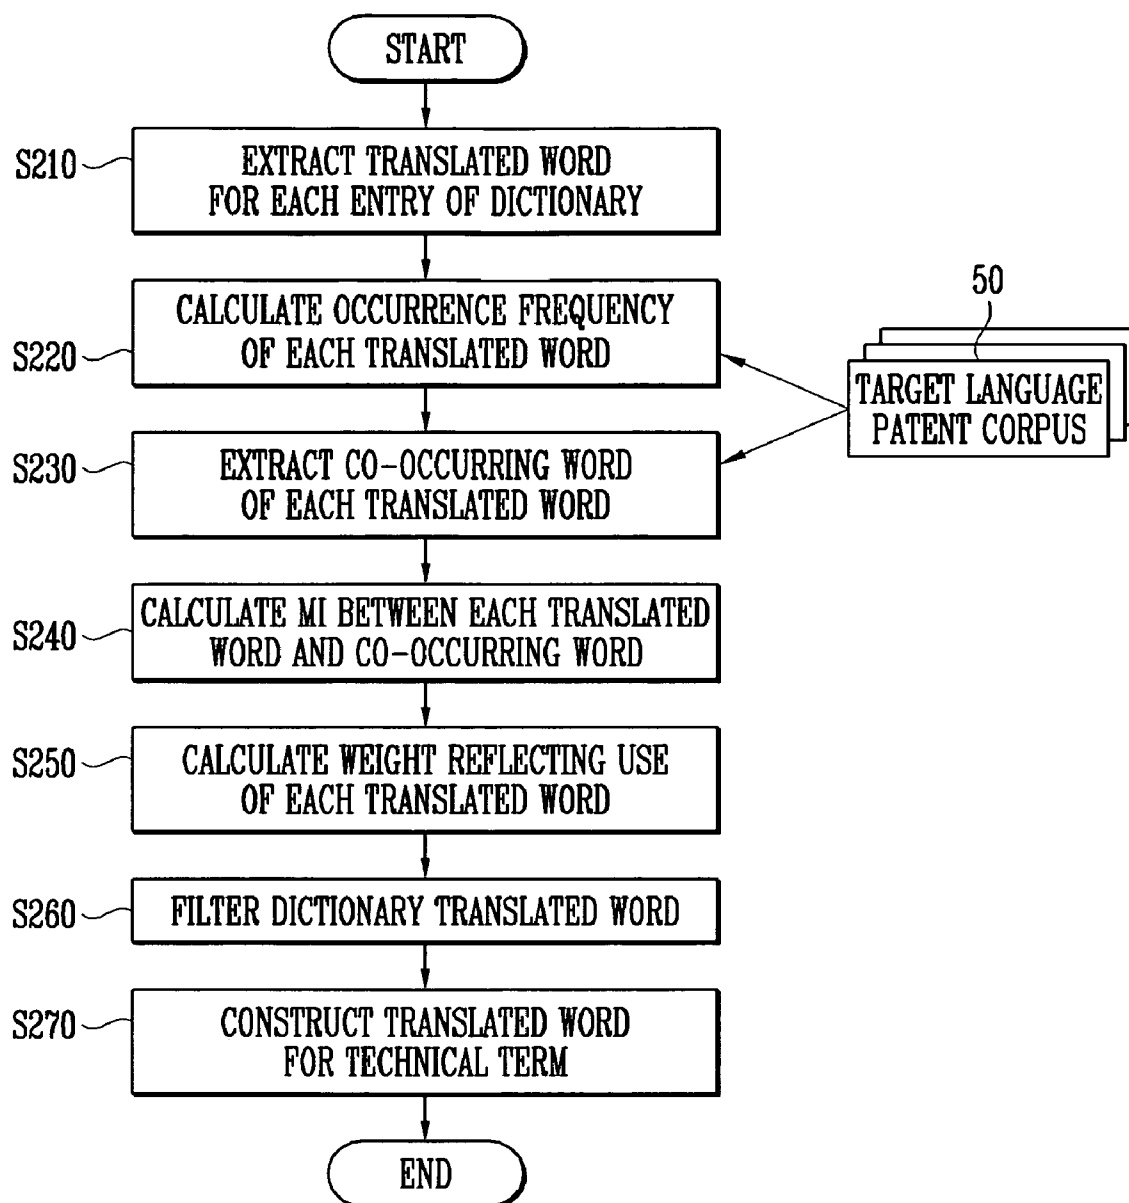 START
S210
EXTRACT TRANSLATED WORD
FOR EACH ENTRY OF DICTIONARY
S220
CALCULATE OCCURRENCE FREQUENCY
OF EACH TRANSLATED WORD
50
TARGET LANGUAGE
PATENT CORPUS
S230
EXTRACT CO-OCCURRING WORD
OF EACH TRANSLATED WORD
S240
CALCULATE MI BETWEEN EACH TRANSLATED
WORD AND CO-OCCURRING WORD
S250
CALCULATE WEIGHT REFLECTING USE
OF EACH TRANSLATED WORD
S260
FILTER DICTIONARY TRANSLATED WORD
S270
CONSTRUCT TRANSLATED WORD
FOR TECHNICAL TERM
END